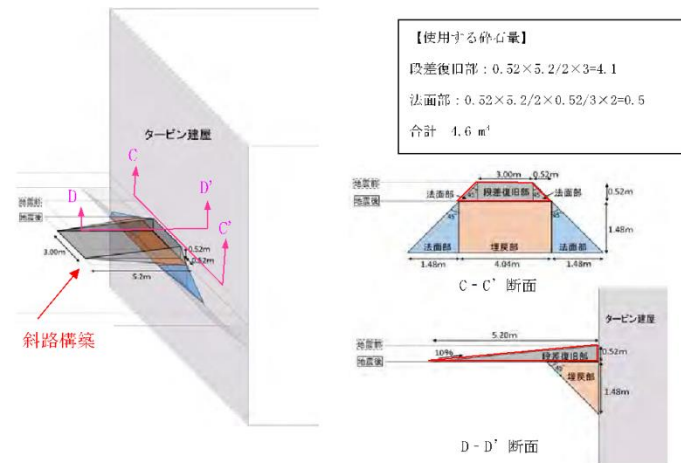 タービン建屋
C
D
D'
C'
地震前
地震後
3.00m
0.52m
0.52m
5.2m
斜路構築
【使用する砕石量】
段差復旧部：0.52×5.2/2×3=4.1
法面部：0.52×5.2/2×0.52/3×2=0.5
合計 4.6 m³
3.00m
0.52m
地震前
地震後
法面部
45°
段差復旧部
45°
法面部
0.52m
45°
45°
1.48m
法面部
埋戻部
法面部
1.48m
4.04m
1.48m
C-C' 断面
タービン建屋
5.20m
地震前
地震後
10%
段差復旧部
0.52m
45°
埋戻部
1.48m
D-D' 断面